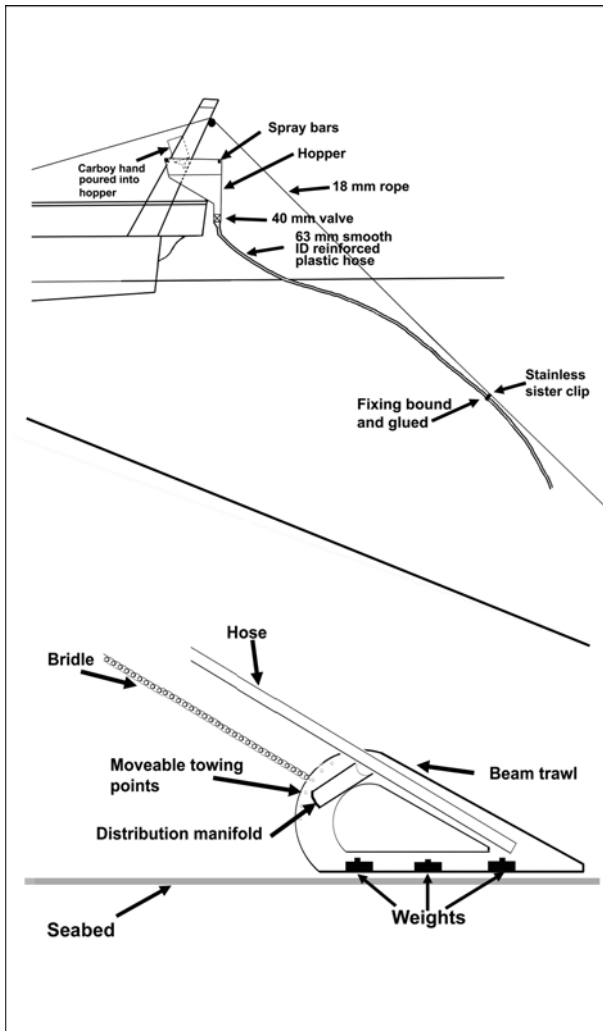 Spray bars
Hopper
Carboy hand
poured into
hopper
18 mm rope
40 mm valve
63 mm smooth
ID reinforced
plastic hose
Stainless
sister clip
Fixing bound
and glued
Hose
Bridle
Moveable towing
points
Beam trawl
Distribution manifold
Weights
Seabed